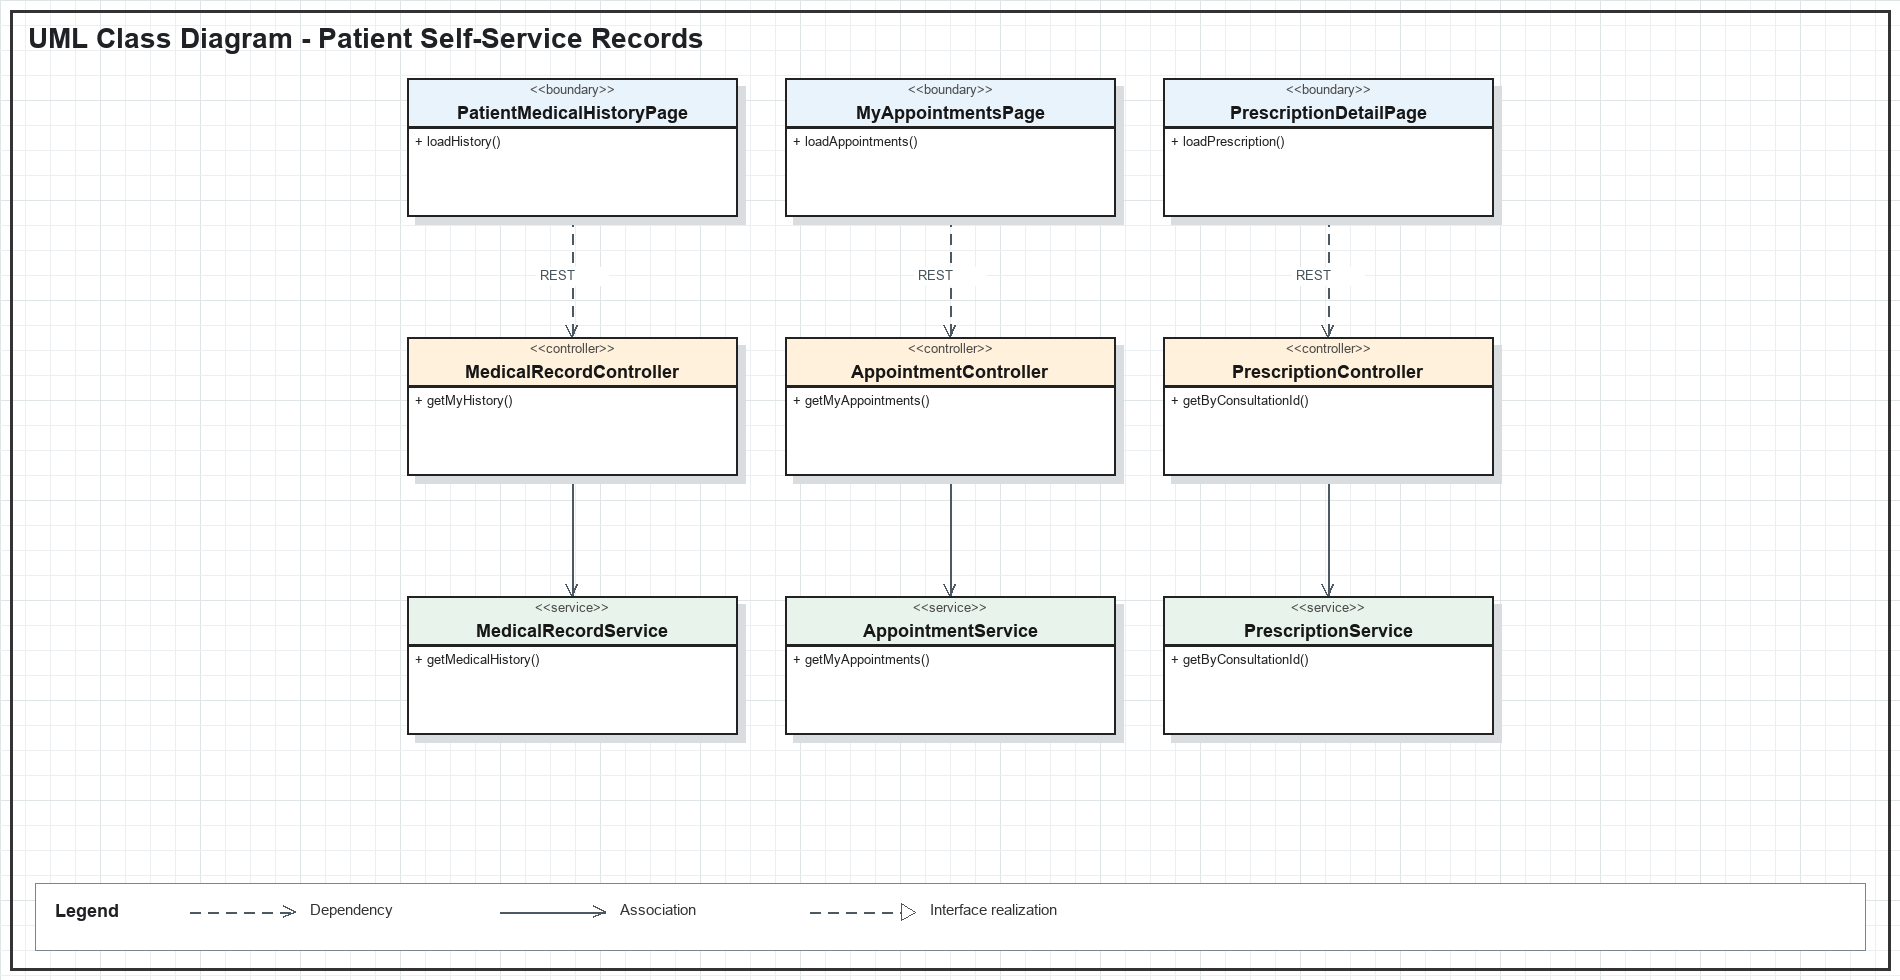 UML Class Diagram - Patient Self-Service Records
<<boundary>>
PatientMedicalHistoryPage
+ loadHistory()
<<boundary>>
MyAppointmentsPage
+ loadAppointments()
<<boundary>>
PrescriptionDetailPage
+ loadPrescription()
REST
REST
REST
<<controller>>
MedicalRecordController
+ getMyHistory()
<<controller>>
AppointmentController
+ getMyAppointments()
<<controller>>
PrescriptionController
+ getByConsultationId()
<<service>>
MedicalRecordService
+ getMedicalHistory()
<<service>>
AppointmentService
+ getMyAppointments()
<<service>>
PrescriptionService
+ getByConsultationId()
Legend
Dependency
Association
Interface realization